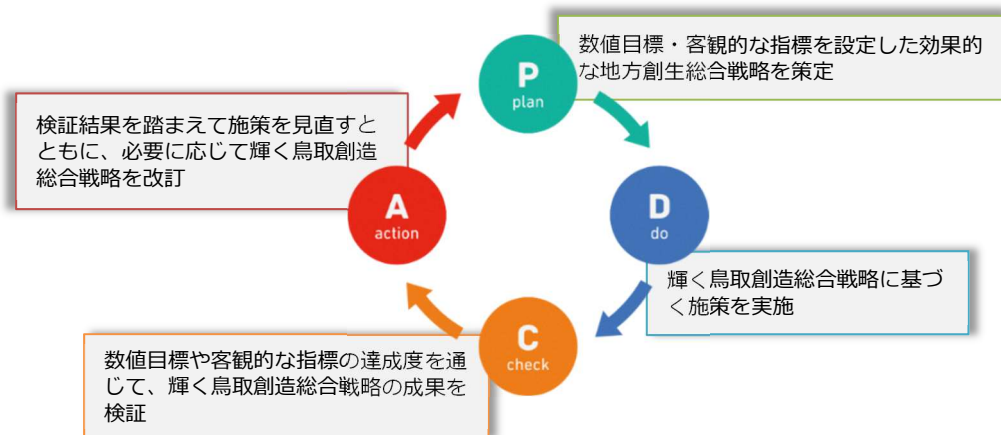 P
plan
数値目標・客観的な指標を設定した効果的
な地方創生総合戦略を策定
D
do
輝く鳥取創造総合戦略に基づ
く施策を実施
C
check
数値目標や客観的な指標の達成度を通
じて、輝く鳥取創造総合戦略の成果を
検証
A
action
検証結果を踏まえて施策を見直すと
ともに、必要に応じて輝く鳥取創造
総合戦略を改訂